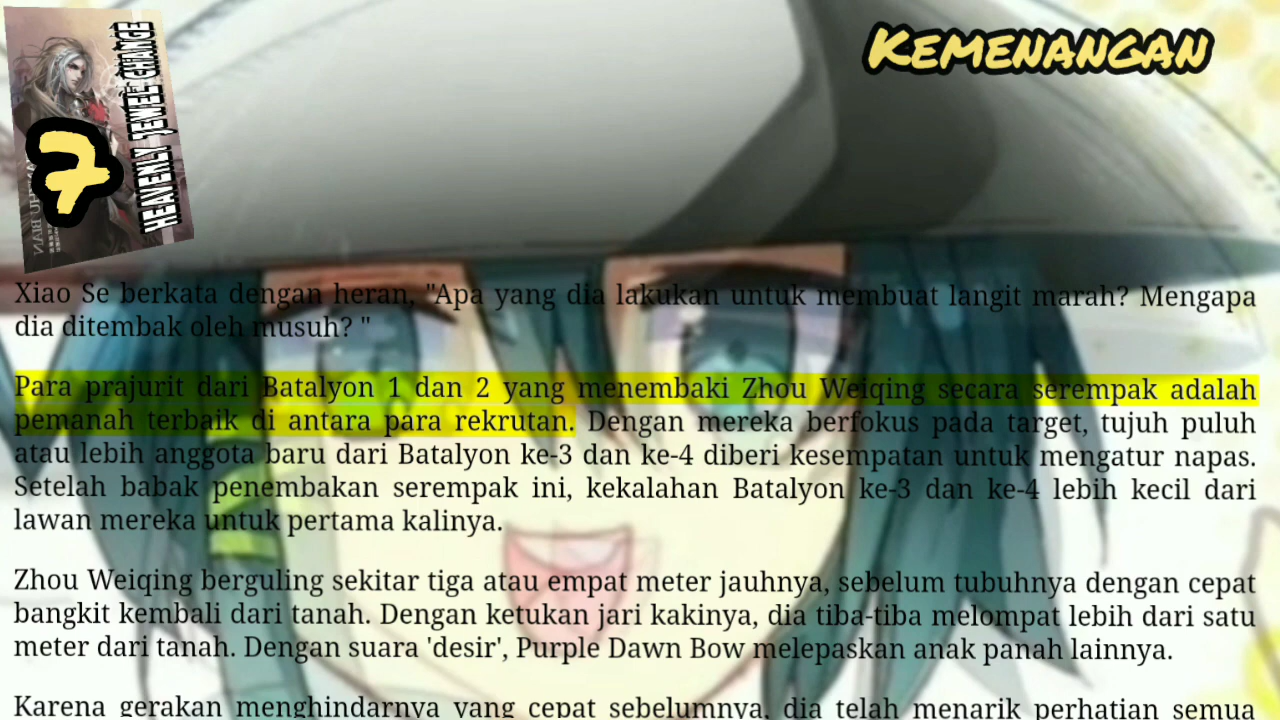 KEMENANGAN
HEAVENLY JEWEL CHANGE
7
Xiao Se berkata dengan heran, "Apa yang dia lakukan untuk membuat langit marah? Mengapa
dia ditembak oleh musuh? "
Para prajurit dari Batalyon 1 dan 2 yang menembaki Zhou Weiqing secara serempak adalah
pemanah terbaik di antara para rekrutan. Dengan mereka berfokus pada target, tujuh puluh
atau lebih anggota baru dari Batalyon ke-3 dan ke-4 diberi kesempatan untuk mengatur napas.
Setelah babak penembakan serempak ini, kekalahan Batalyon ke-3 dan ke-4 lebih kecil dari
lawan mereka untuk pertama kalinya.
Zhou Weiqing berguling sekitar tiga atau empat meter jauhnya, sebelum tubuhnya dengan cepat
bangkit kembali dari tanah. Dengan ketukan jari kakinya, dia tiba-tiba melompat lebih dari satu
meter dari tanah. Dengan suara 'desir', Purple Dawn Bow melepaskan anak panah lainnya.
Karena gerakan menghindarnya yang cepat sebelumnya, dia telah menarik perhatian semua